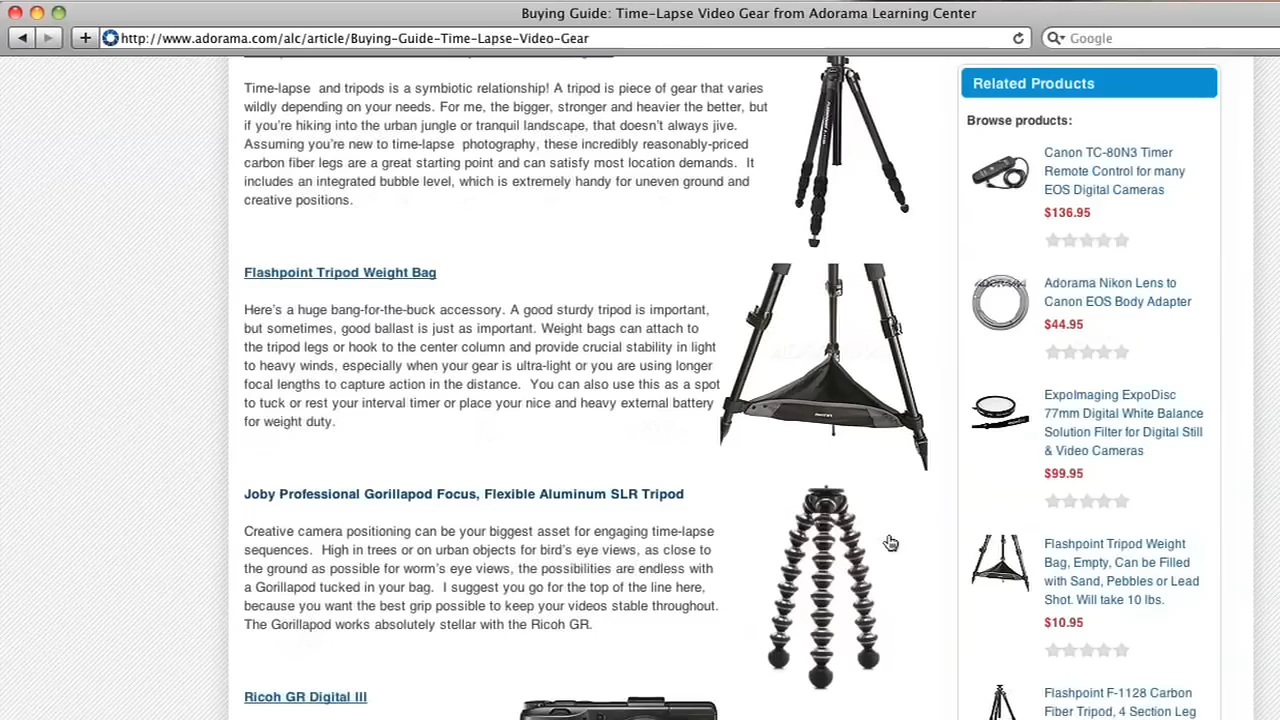 Buying Guide: Time-Lapse Video Gear from Adorama Learning Center
http://www.adorama.com/alc/article/Buying-Guide-Time-Lapse-Video-Gear
Google
Time-lapse and tripods is a symbiotic relationship! A tripod is piece of gear that varies
wildly depending on your needs. For me, the bigger, stronger and heavier the better, but
if you're hiking into the urban jungle or tranquil landscape, that doesn't always jive.
Assuming you're new to time-lapse photography, these incredibly reasonably-priced
carbon fiber legs are a great starting point and can satisfy most location demands. It
includes an integrated bubble level, which is extremely handy for uneven ground and
creative positions.
Flashpoint Tripod Weight Bag
Here's a huge bang-for-the-buck accessory. A good sturdy tripod is important,
but sometimes, good ballast is just as important. Weight bags can attach to
the tripod legs or hook to the center column and provide crucial stability in light
to heavy winds, especially when your gear is ultra-light or you are using longer
focal lengths to capture action in the distance. You can also use this as a spot
to tuck or rest your interval timer or place your nice and heavy external battery
for weight duty.
Joby Professional Gorillapod Focus, Flexible Aluminum SLR Tripod
Creative camera positioning can be your biggest asset for engaging time-lapse
sequences. High in trees or on urban objects for bird's eye views, as close to
the ground as possible for worm's eye views, the possibilities are endless with
a Gorillapod tucked in your bag. I suggest you go for the top of the line here,
because you want the best grip possible to keep your videos stable throughout.
The Gorillapod works absolutely stellar with the Ricoh GR.
Ricoh GR Digital III
Related Products
Browse products:
Canon TC-80N3 Timer
Remote Control for many
EOS Digital Cameras
$136.95
ADORAMA
Adorama Nikon Lens to
Canon EOS Body Adapter
$44.95
ExpoImaging ExpoDisc
77mm Digital White Balance
Solution Filter for Digital Still
& Video Cameras
$99.95
Flashpoint Tripod Weight
Bag, Empty, Can be Filled
with Sand, Pebbles or Lead
Shot. Will take 10 lbs.
$10.95
Flashpoint F-1128 Carbon
Fiber Tripod, 4 Section Leg